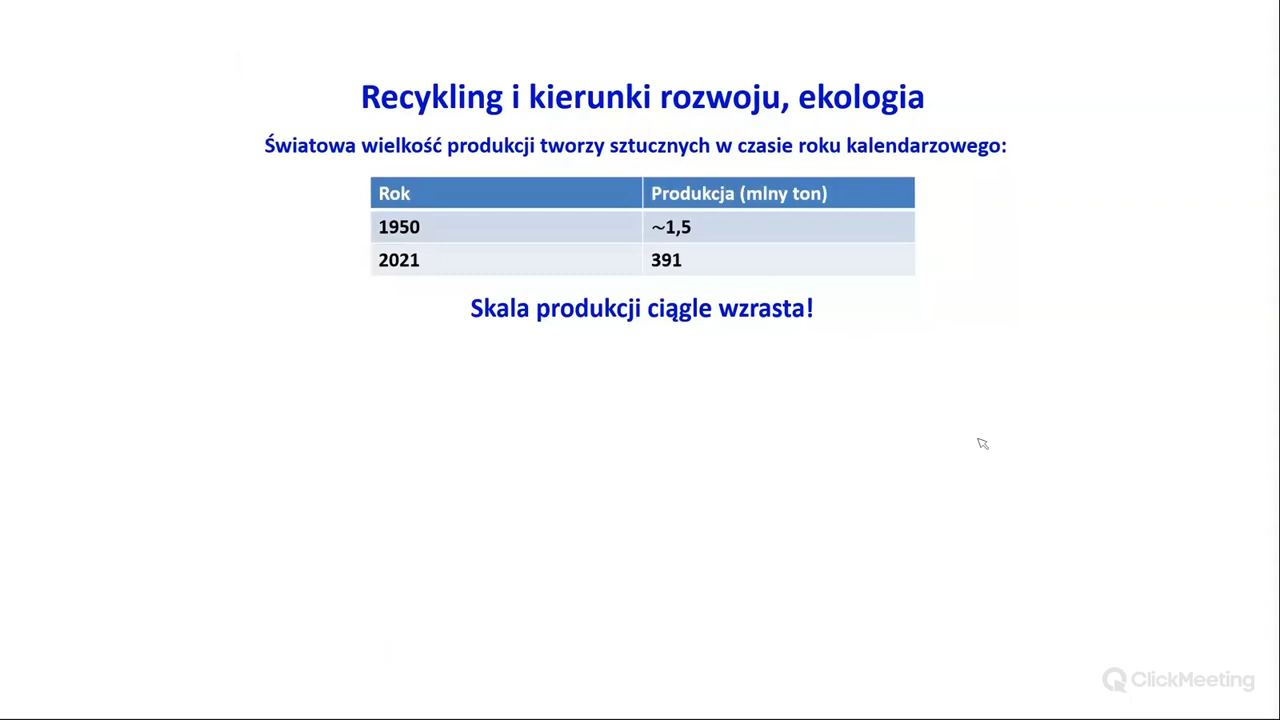 Recykling i kierunki rozwoju, ekologia
Światowa wielkość produkcji tworzy sztucznych w czasie roku kalendarzowego:
Rok Produkcja (mlny ton)
1950 ~1,5
2021 391
Skala produkcji ciągle wzrasta!
ClickMeeting